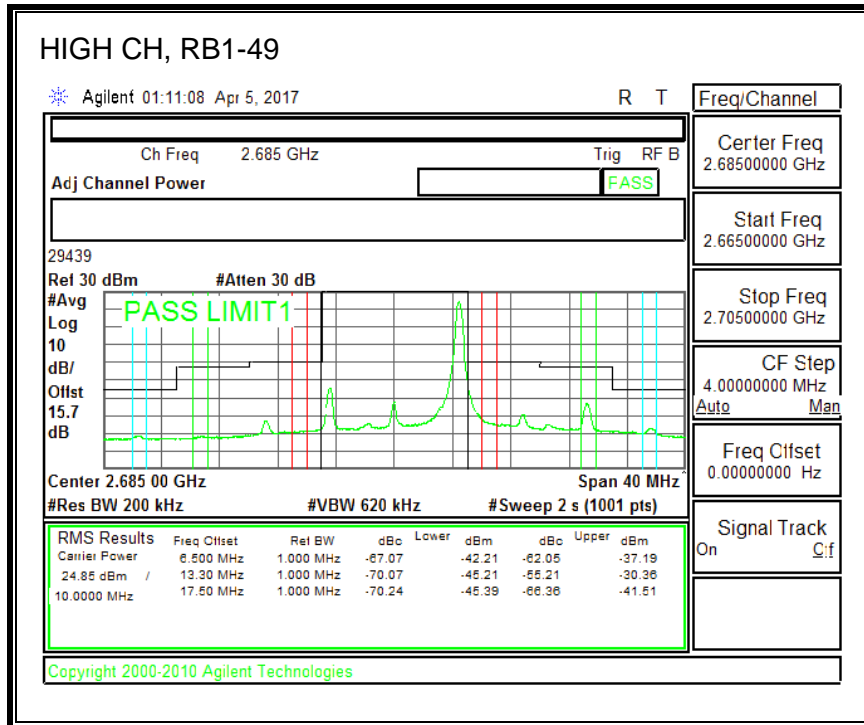 HIGH CH, RB1-49
Agilent 01:11:08 Apr 5, 2017 R T
Freq/Channel
Ch Freq 2.685 GHz Trig RF B
Adj Channel Power PASS
Center Freq
2.68500000 GHz
Start Freq
2.66500000 GHz
Stop Freq
2.70500000 GHz
CF Step
4.00000000 MHz
Auto Man
Freq Offset
0.00000000 Hz
Signal Track
On Off
29439
Ref 30 dBm #Atten 30 dB
#Avg
Log
10
dB/
Offst
15.7
dB
PASS LIMIT1
Center 2.685 00 GHz Span 40 MHz
#Res BW 200 kHz #VBW 620 kHz #Sweep 2 s (1001 pts)
RMS Results Freq Offset Ref BW dBc Lower dBm dBc Upper dBm
Carrier Power 6.500 MHz 1.000 MHz -67.07 -42.21 -62.05 -37.19
24.85 dBm / 13.30 MHz 1.000 MHz -70.07 -45.21 -55.21 -30.36
10.0000 MHz 17.50 MHz 1.000 MHz -70.24 -45.39 -66.36 -41.51
Copyright 2000-2010 Agilent Technologies